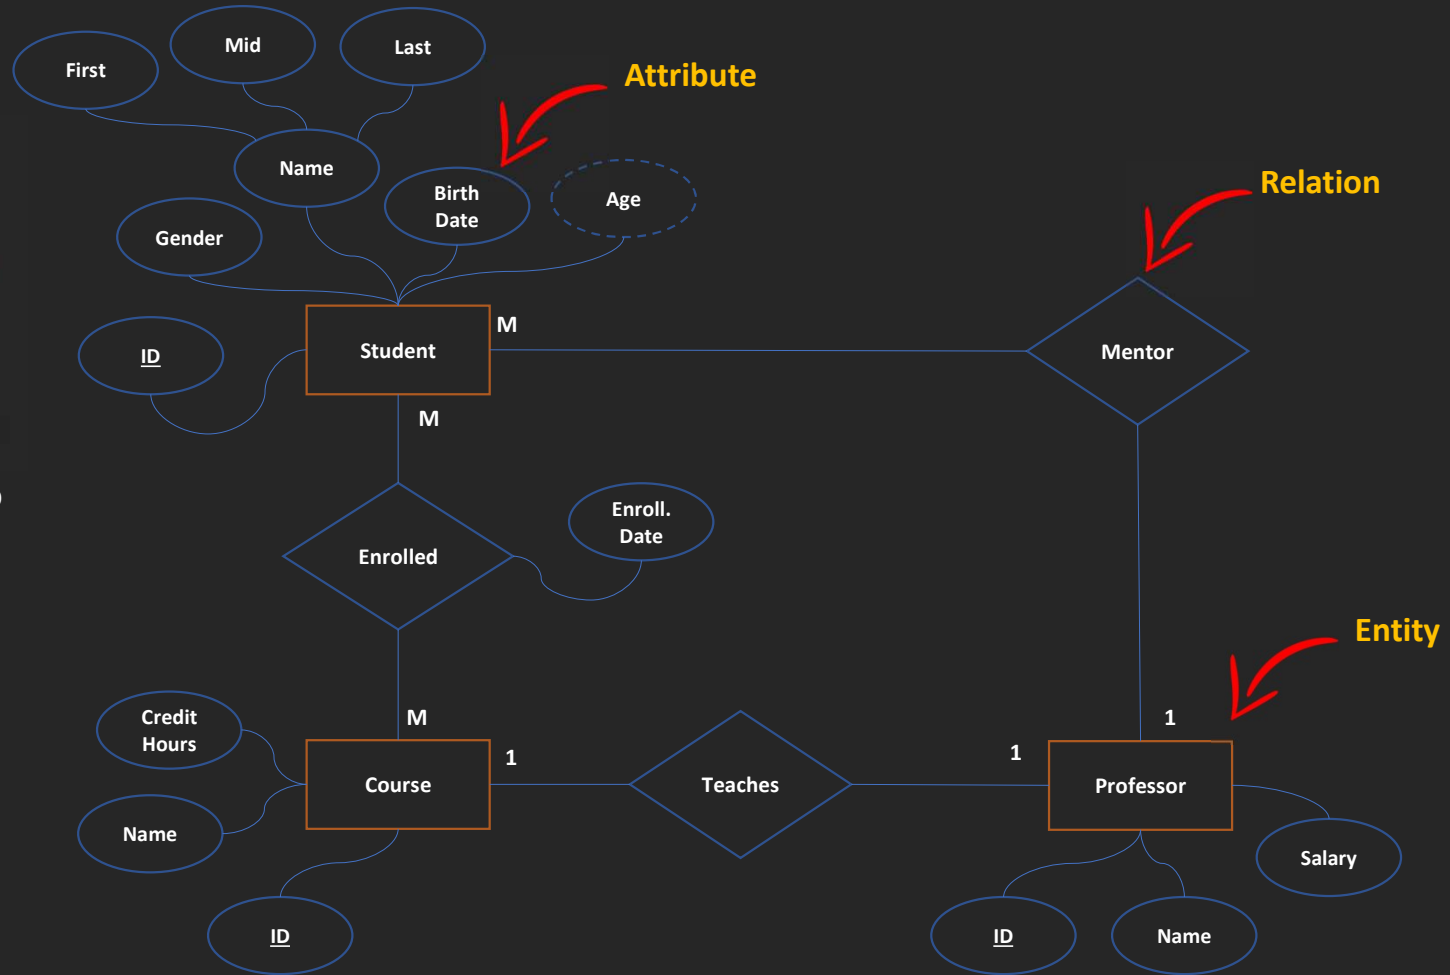 Mid
Last
First
Attribute
Name
Birth
Date
Age
Relation
Gender
M
Student
ID
Mentor
M
Enroll.
Date
Enrolled
Entity
Credit
Hours
M
1
1
1
Course
Teaches
Professor
Name
Salary
ID
ID
Name